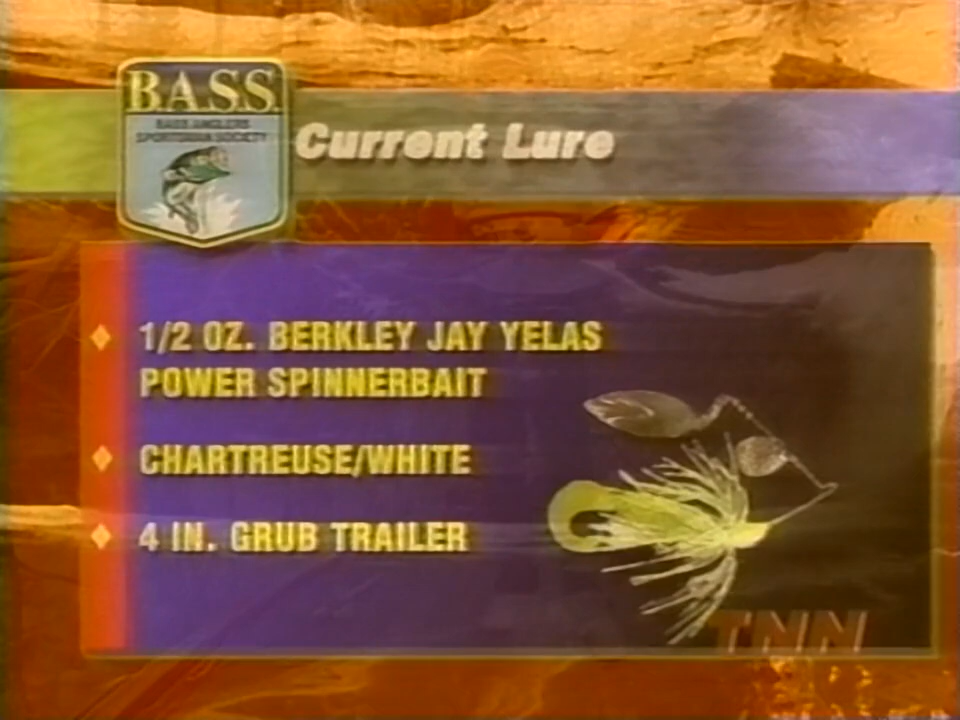 B.A.S.S.
BASS ANGLERS
SPORTSMAN SOCIETY
Current Lure
1/2 OZ. BERKLEY JAY YELAS
POWER SPINNERBAIT
CHARTREUSE/WHITE
4 IN. GRUB TRAILER
TNN